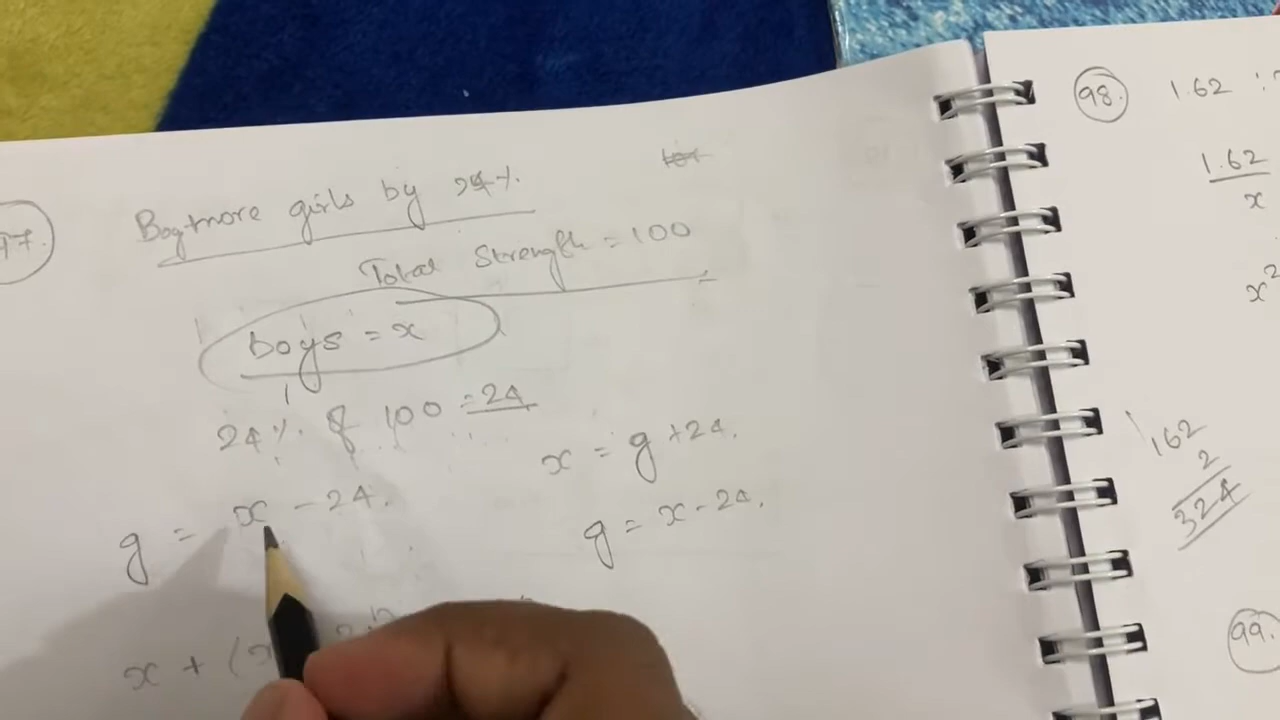 97.
Boy more girls by 24%.
Total Strength = 100
Boys = x
24% of 100 = 24
x = g + 24.
g = x - 24.
g = x - 24.
x + (x
98.
1.62 :
1.62
x
x²
162
2
324
99.